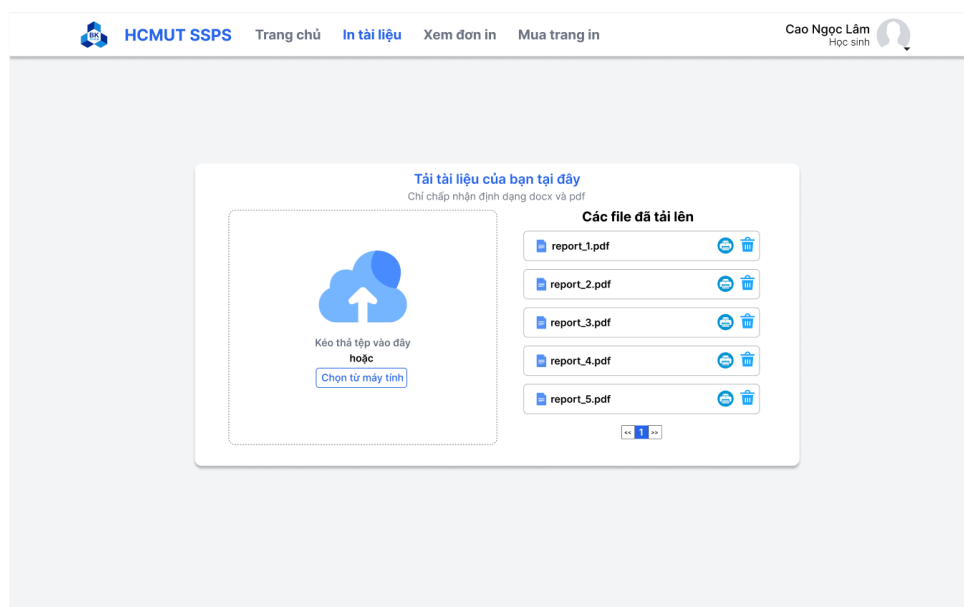 BK
HCMUT SSPS
Trang chủ
In tài liệu
Xem đơn in
Mua trang in
Cao Ngọc Lâm
Học sinh
Tải tài liệu của bạn tại đây
Chỉ chấp nhận định dạng docx và pdf
Kéo thả tệp vào đây
hoặc
Chọn từ máy tính
Các file đã tải lên
report_1.pdf
report_2.pdf
report_3.pdf
report_4.pdf
report_5.pdf
<< 1 >>